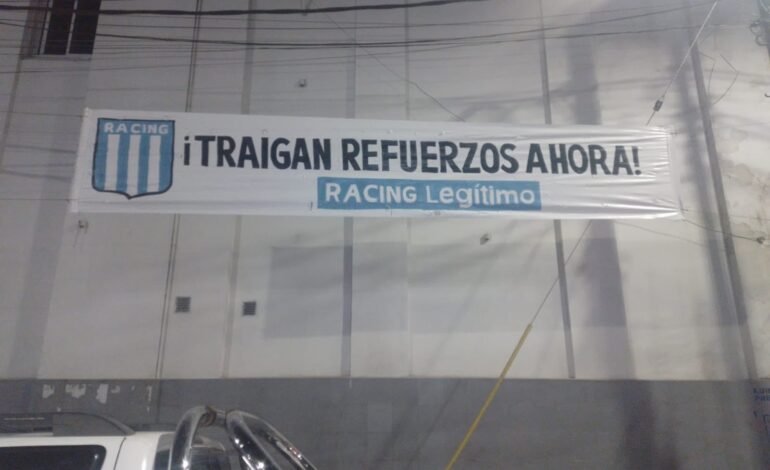 RACING
¡TRAIGAN REFUERZOS AHORA!
RACING Legítimo